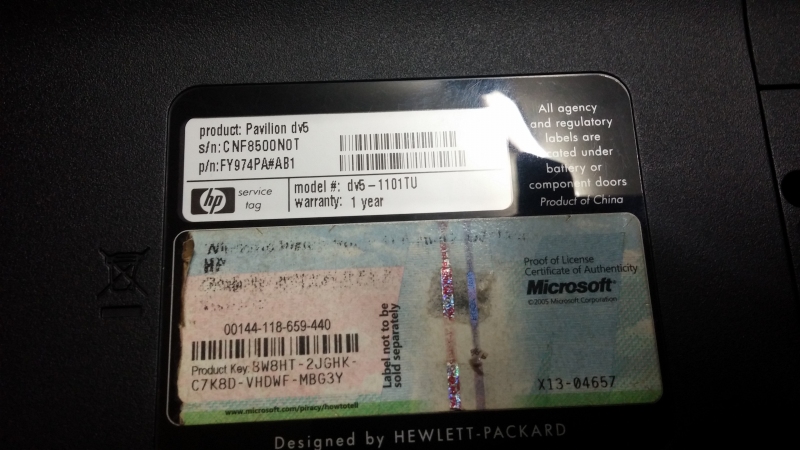 product: Pavilion dv5
s/n: CNF8500N0T
p/n: FY974PA#AB1
hp
service
tag
model #: dv5-1101TU
warranty: 1 year
All agency
and regulatory
labels are
under
battery or
component doors
Product of China
HP
00144-118-659-440
Product Key: 8W8HT-2JGHK-
C7K8D-VHDWF-MBG3Y
Label not to be
sold separately
www.microsoft.com/piracy/howtotell
Proof of License
Certificate of Authenticity
Microsoft®
©2005 Microsoft Corporation
X13-04657
Designed by HEWLETT-PACKARD